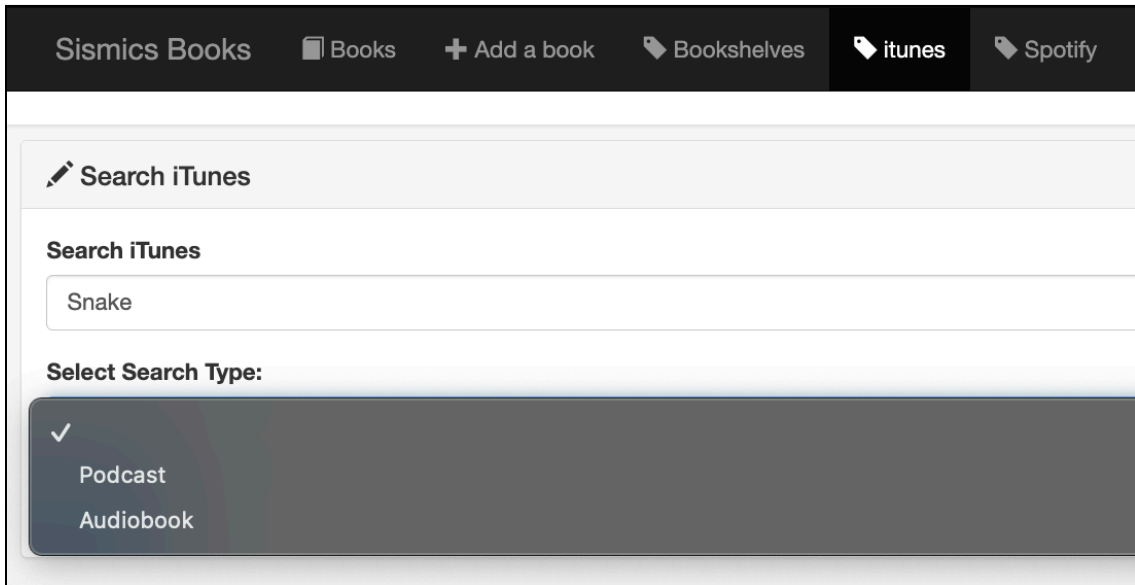 Sismics Books Books Add a book Bookshelves itunes Spotify
Search iTunes
Search iTunes
Snake
Select Search Type:
Podcast
Audiobook